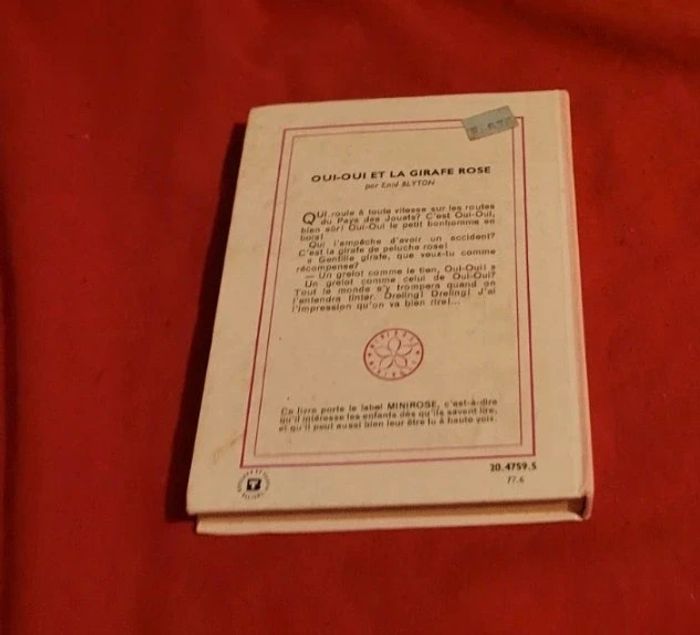 OUI-OUI ET LA GIRAFE ROSE
par Enid BLYTON
QUI roule à toute vitesse sur les routes
du Pays des Jouets? C'est Oui-Oui,
bien sûr! Oui-Oui le petit bonhomme en
bois!
Qui l'empêche d'avoir un accident?
C'est la girafe de peluche rose!
« Gentille girafe, que veux-tu comme
récompense?
— Un grelot comme le tien, Oui-Oui! »
Un grelot comme celui de Oui-Oui?
Tout le monde s'y trompera quand on
l'entendra tinter. Dreling! Dreling! J'ai
l'impression qu'on va bien rire!...
Ce livre porte le label MINIROSE, c'est-à-dire
qu'il intéresse les enfants dès qu'ils savent lire,
et qu'il peut aussi bien leur être lu à haute voix.
20.4759.5
77.6